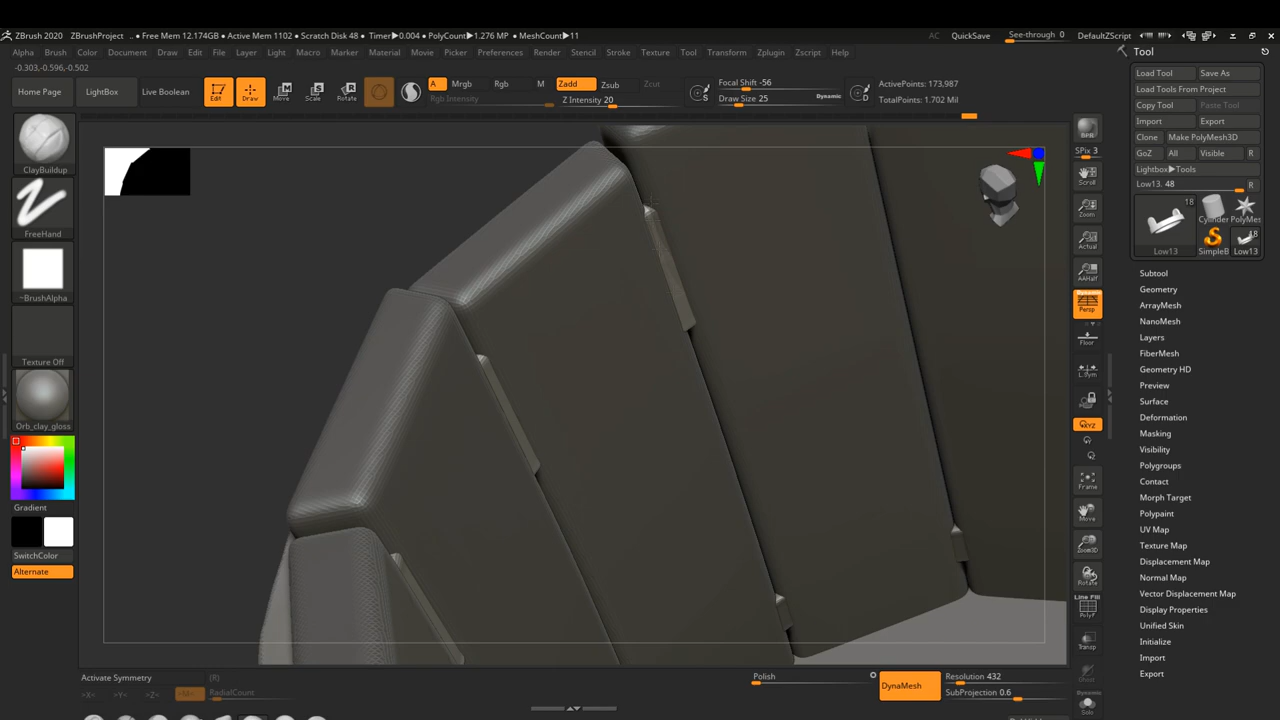 ZBrush 2020 ZBrushProject .. • Free Mem 12.174GB • Active Mem 1102 • Scratch Disk 48 • Timer▶0.004 • PolyCount▶1.276 MP • MeshCount▶11 AC QuickSave See-through 0 DefaultZScript
Alpha Brush Color Document Draw Edit File Layer Light Macro Marker Material Movie Picker Preferences Render Stencil Stroke Texture Tool Transform Zplugin Zscript Help
-0.303,-0.596,-0.502
Home Page LightBox Live Boolean Edit Draw Move Scale Rotate
A Mrgb Rgb M Zadd Zsub Zcut
Rgb Intensity Z Intensity 20
S Focal Shift -56
Draw Size 25 Dynamic D
ActivePoints: 173,987
TotalPoints: 1.702 Mil
ClayBuildup
FreeHand
~BrushAlpha
Texture Off
Orb_clay_gloss
Gradient
SwitchColor
Alternate
BPR
SPix 3
Scroll
Zoom
Actual
AAHalf
Dynamic
Persp
Floor
L.Sym
XYZ
Y
Z
Frame
Move
Zoom3D
Rotate
Line Fill
PolyF
Transp
Ghost
Dynamic
Solo
Tool
Load Tool Save As
Load Tools From Project
Copy Tool Paste Tool
Import Export
Clone Make PolyMesh3D
GoZ All Visible R
Lightbox▶Tools
Low13. 48 R
18
Cylinder PolyMes
18
Low13 SimpleB Low13
Subtool
Geometry
ArrayMesh
NanoMesh
Layers
FiberMesh
Geometry HD
Preview
Surface
Deformation
Masking
Visibility
Polygroups
Contact
Morph Target
Polypaint
UV Map
Texture Map
Displacement Map
Normal Map
Vector Displacement Map
Display Properties
Unified Skin
Initialize
Import
Export
Activate Symmetry (R)
>X< >Y< >Z< >M< RadialCount
Polish
DynaMesh
Resolution 432
SubProjection 0.6